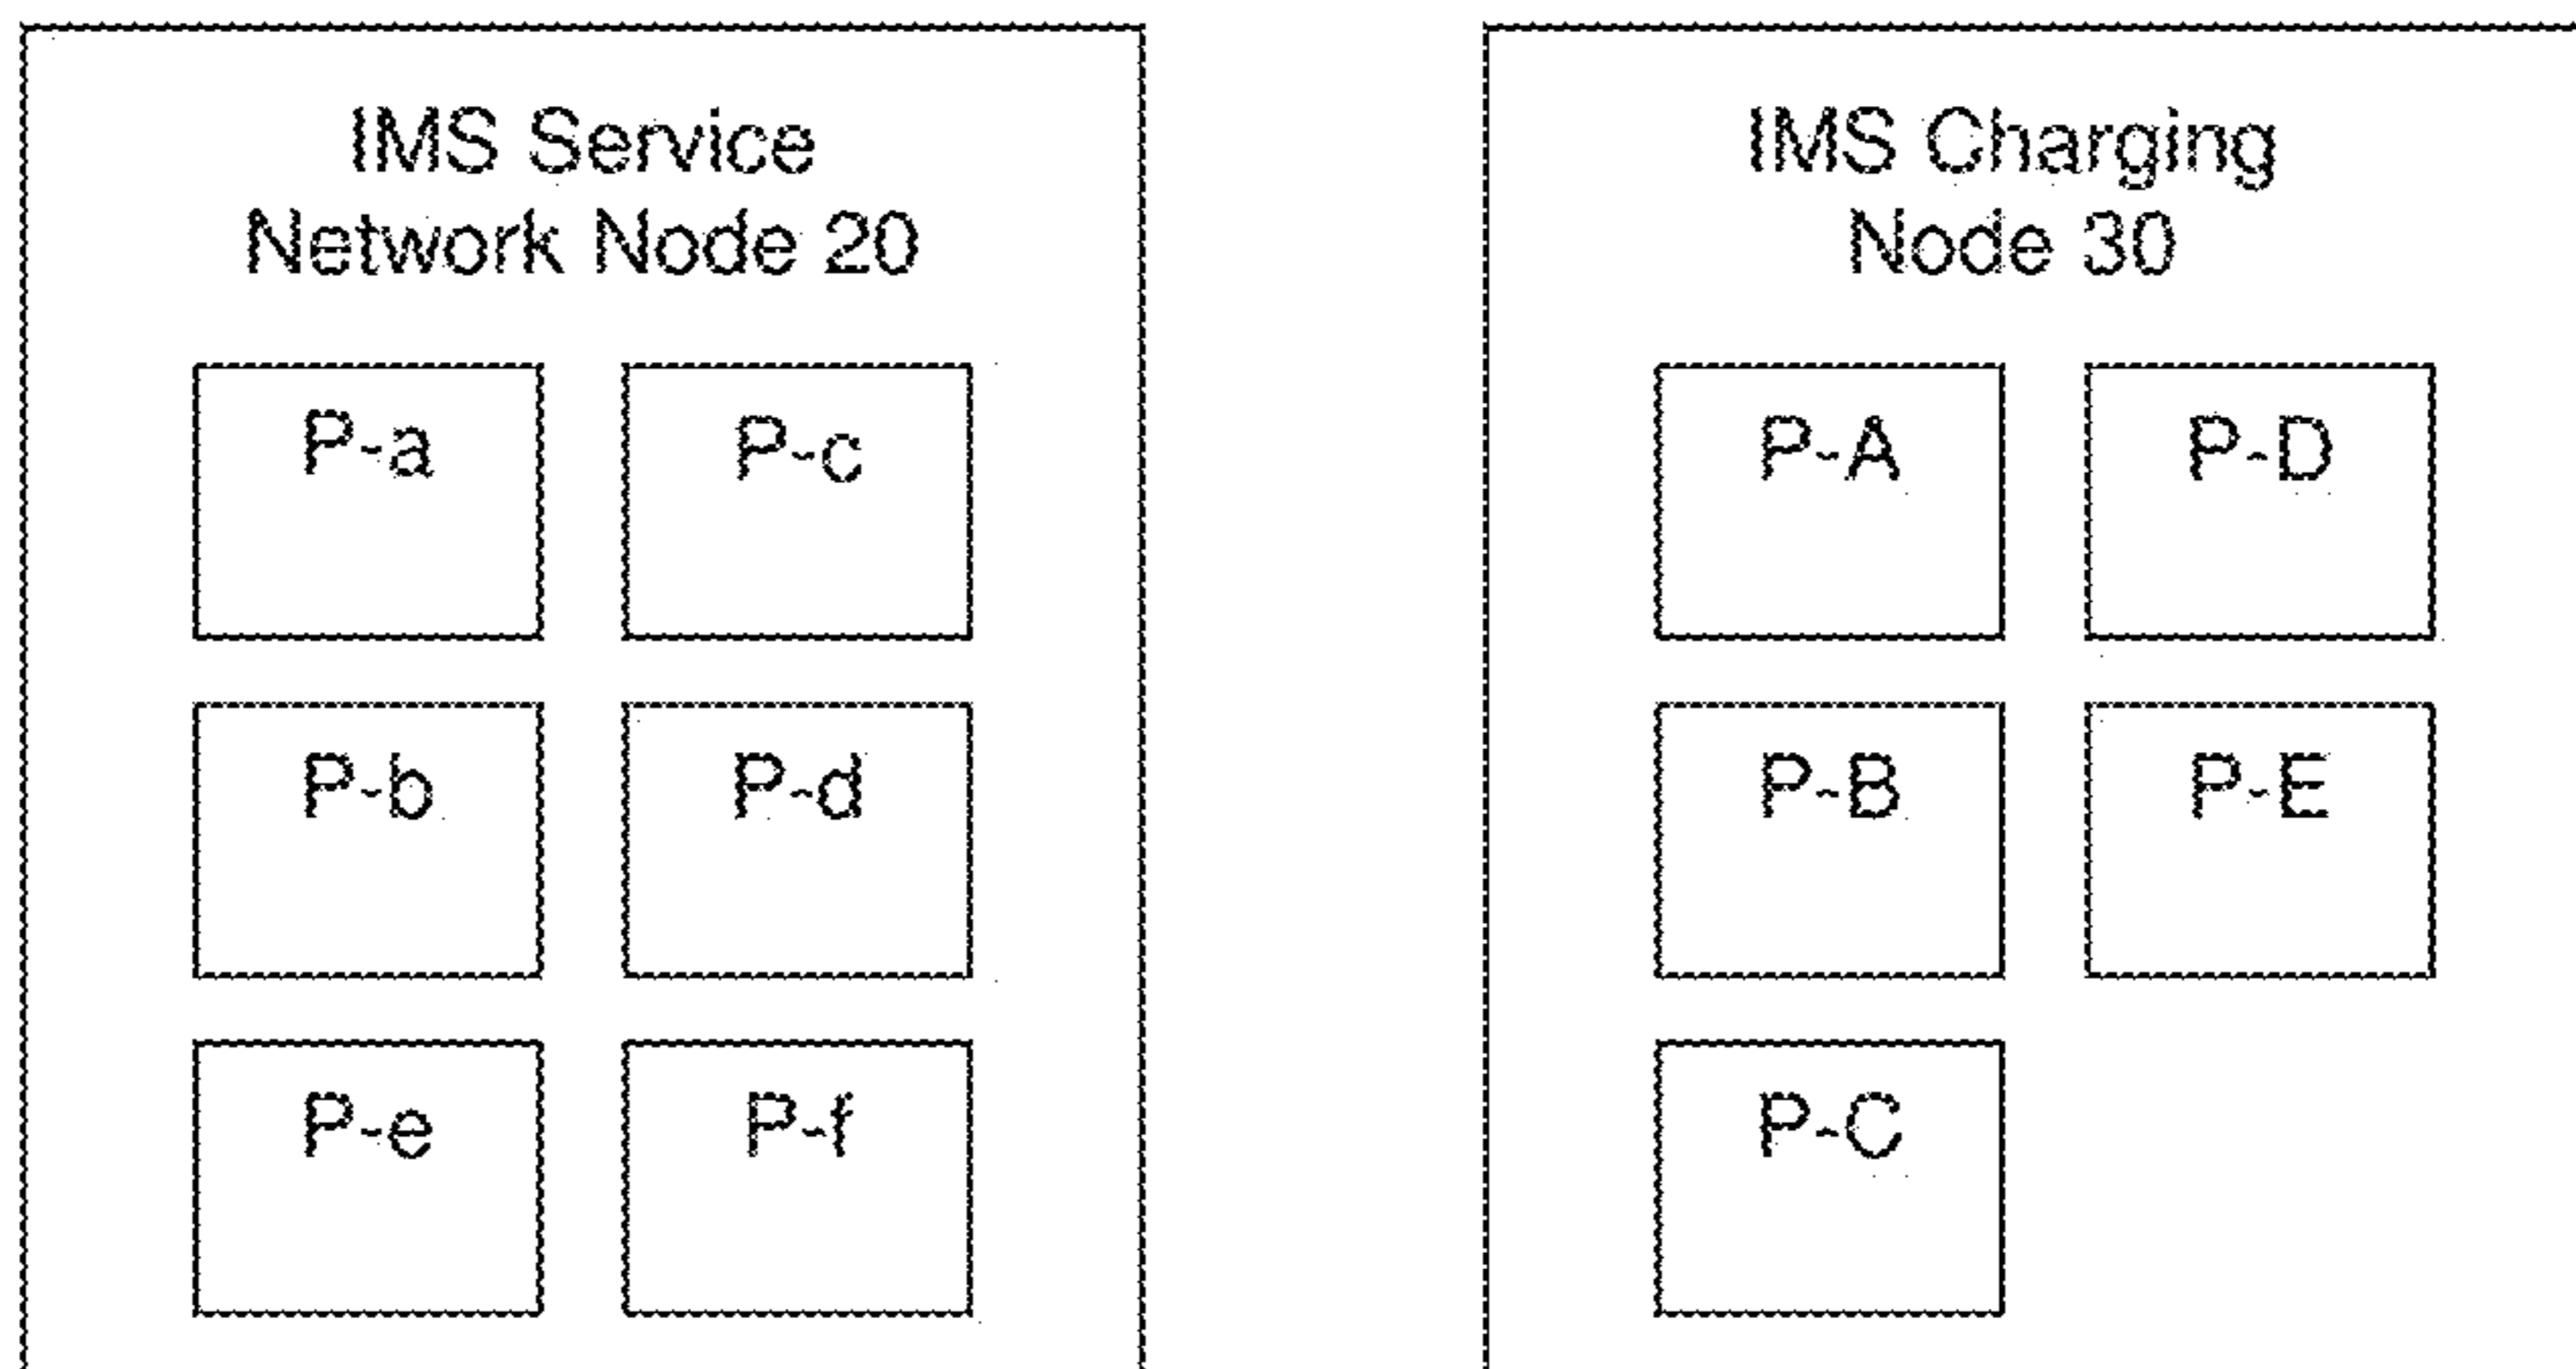 IMS Service
Network Node 20
P-a
P-c
P-b
P-d
P-e
P-f
IMS Charging
Node 30
P-A
P-D
P-B
P-E
P-C